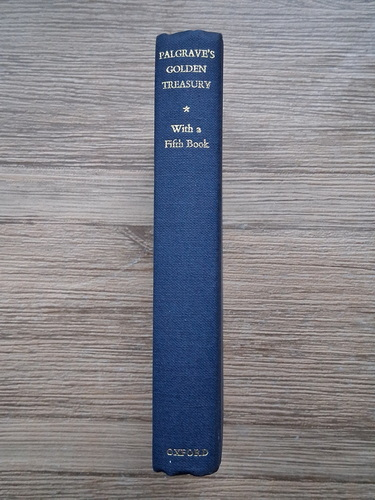 PALGRAVE'S
GOLDEN
TREASURY
*
With a
Fifth Book
OXFORD